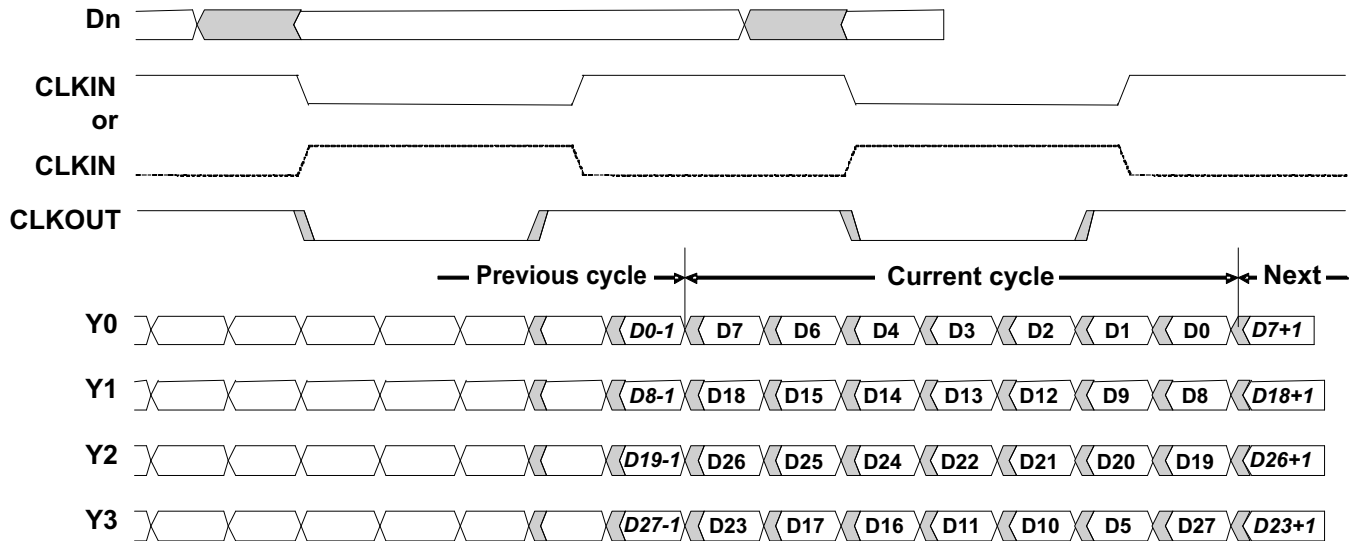 Dn
CLKIN
or
CLKIN
CLKOUT
Previous cycle Current cycle Next
Y0 D0-1 D7 D6 D4 D3 D2 D1 D0 D7+1
Y1 D8-1 D18 D15 D14 D13 D12 D9 D8 D18+1
Y2 D19-1 D26 D25 D24 D22 D21 D20 D19 D26+1
Y3 D27-1 D23 D17 D16 D11 D10 D5 D27 D23+1